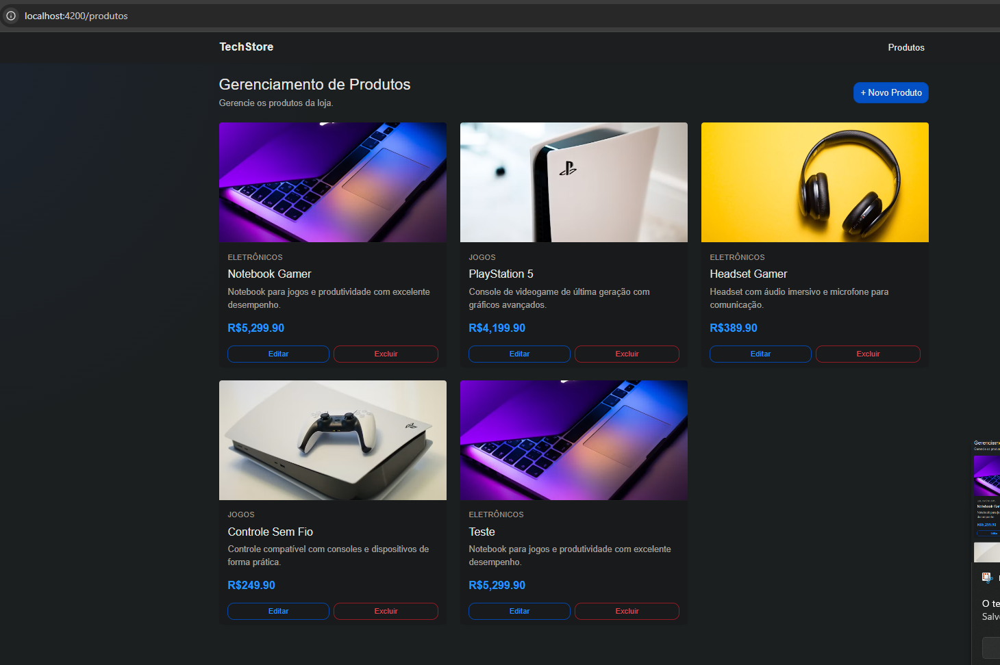 localhost:4200/produtos
TechStore
Produtos
Gerenciamento de Produtos
Gerencie os produtos da loja.
+ Novo Produto
ELETRÔNICOS
Notebook Gamer
Notebook para jogos e produtividade com excelente
desempenho.
R$5,299.90
Editar
Excluir
JOGOS
PlayStation 5
Console de videogame de última geração com
gráficos avançados.
R$4,199.90
Editar
Excluir
ELETRÔNICOS
Headset Gamer
Headset com áudio imersivo e microfone para
comunicação.
R$389.90
Editar
Excluir
JOGOS
Controle Sem Fio
Controle compatível com consoles e dispositivos de
forma prática.
R$249.90
Editar
Excluir
ELETRÔNICOS
Teste
Notebook para jogos e produtividade com excelente
desempenho.
R$5,299.90
Editar
Excluir
O te
Salv